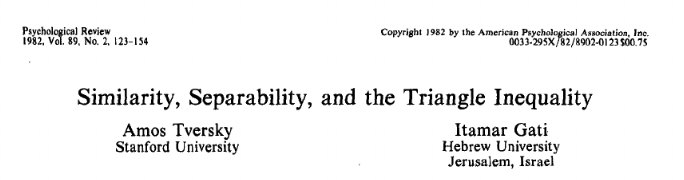 Psychological Review
1982, Vol. 89, No. 2, 123-154
Copyright 1982 by the American Psychological Association, Inc.
0033-295X/82/8902-0123$00.75
Similarity, Separability, and the Triangle Inequality
Amos Tversky
Stanford University
Itamar Gati
Hebrew University
Jerusalem, Israel